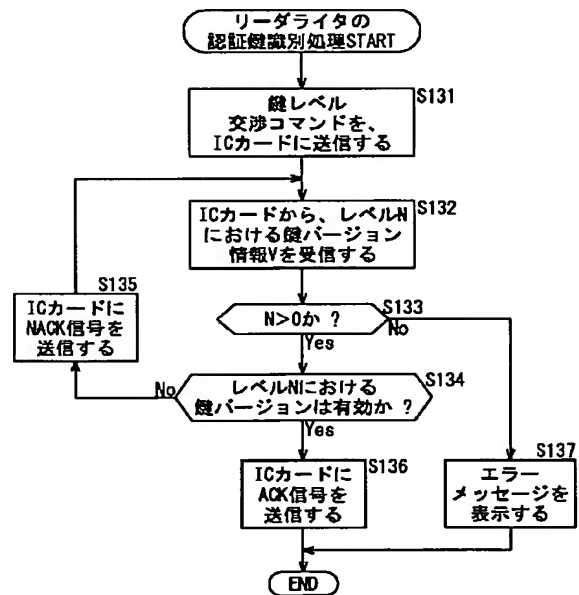 リーダライタの
認証鍵識別処理START
S131
鍵レベル
交渉コマンドを、
ICカードに送信する
S132
ICカードから、レベルN
における鍵バージョン
情報Vを受信する
S135
ICカードに
NACK信号を
送信する
S133
N>0か ?
No
Yes
S134
レベルNにおける
鍵バージョンは有効か ?
No
Yes
S136
ICカードに
ACK信号を
送信する
S137
エラー
メッセージを
表示する
END